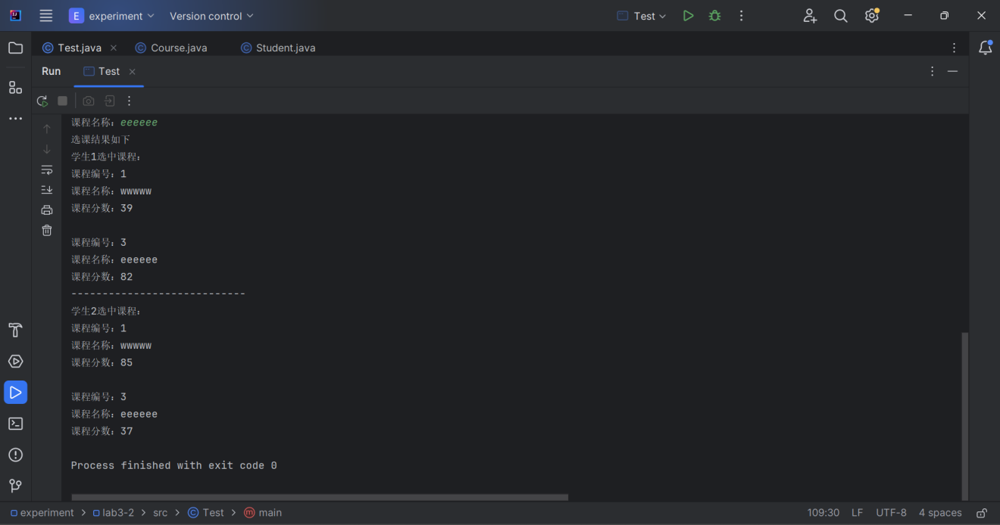 E experiment Version control Test
Test.java Course.java Student.java
Run Test
课程名称：eeeeee
选课结果如下
学生1选中课程：
课程编号：1
课程名称：wwwww
课程分数：39
课程编号：3
课程名称：eeeeee
课程分数：82
----------------------------
学生2选中课程：
课程编号：1
课程名称：wwwww
课程分数：85
课程编号：3
课程名称：eeeeee
课程分数：37
Process finished with exit code 0
experiment > lab3-2 > src > Test > main 109:30 LF UTF-8 4 spaces